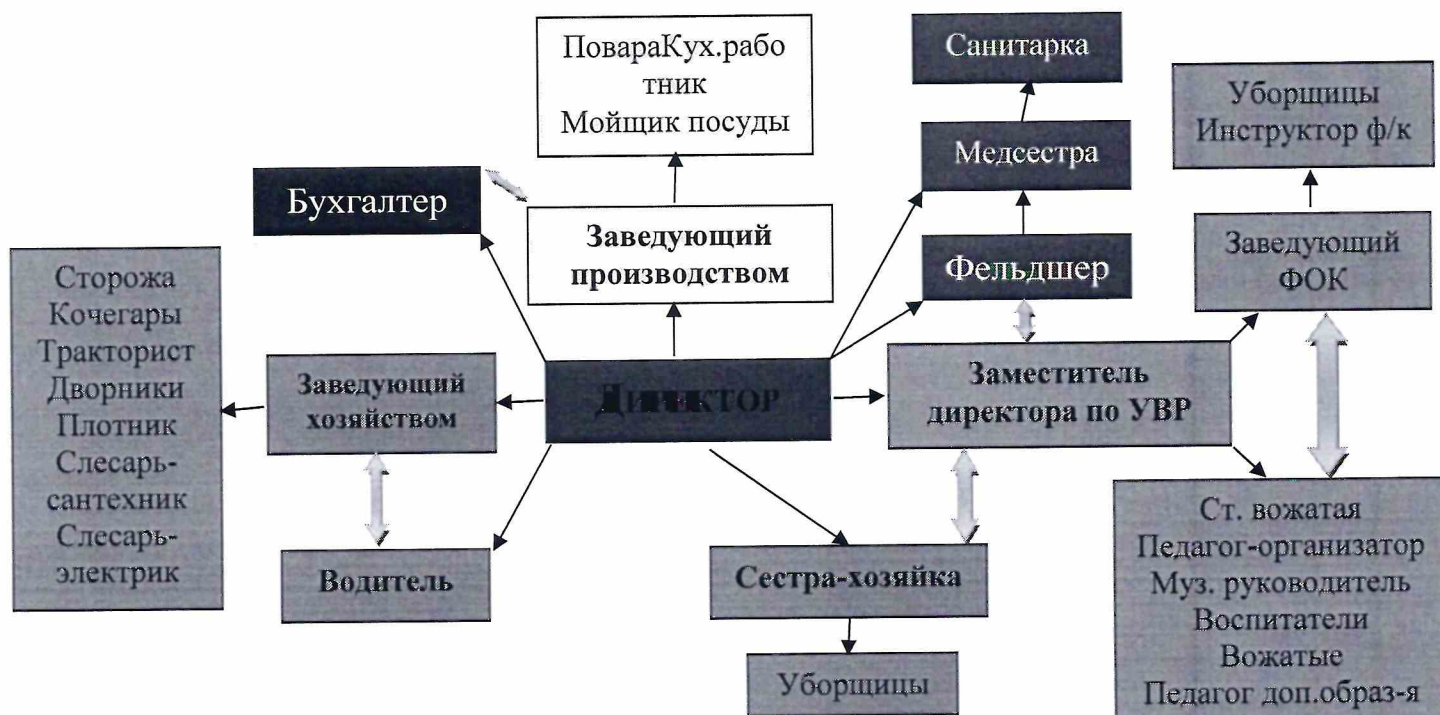 ПовараКух.рабо
тник
Мойщик посуды
Санитарка
Медсестра
Фельдшер
Уборщицы
Инструктор ф/к
Бухгалтер
Заведующий
производством
Заведующий
ФОК
Сторожа
Кочегары
Тракторист
Дворники
Плотник
Слесарь-
сантехник
Слесарь-
электрик
Заведующий
хозяйством
ДИРЕКТОР
Заместитель
директора по УВР
Водитель
Сестра-хозяйка
Уборщицы
Ст. вожатая
Педагог-организатор
Муз. руководитель
Воспитатели
Вожатые
Педагог доп.образ-я